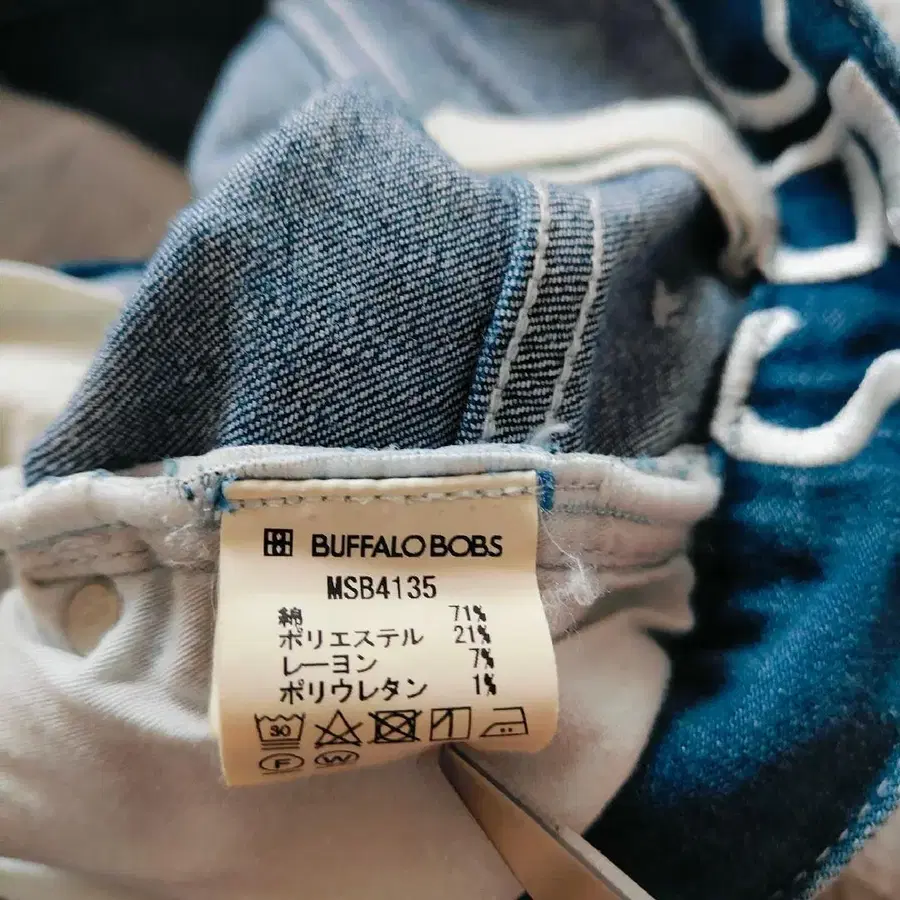 BUFFALO BOBS
MSB4135
綿 71%
ポリエステル 21%
レーヨン 7%
ポリウレタン 1%
30
F W